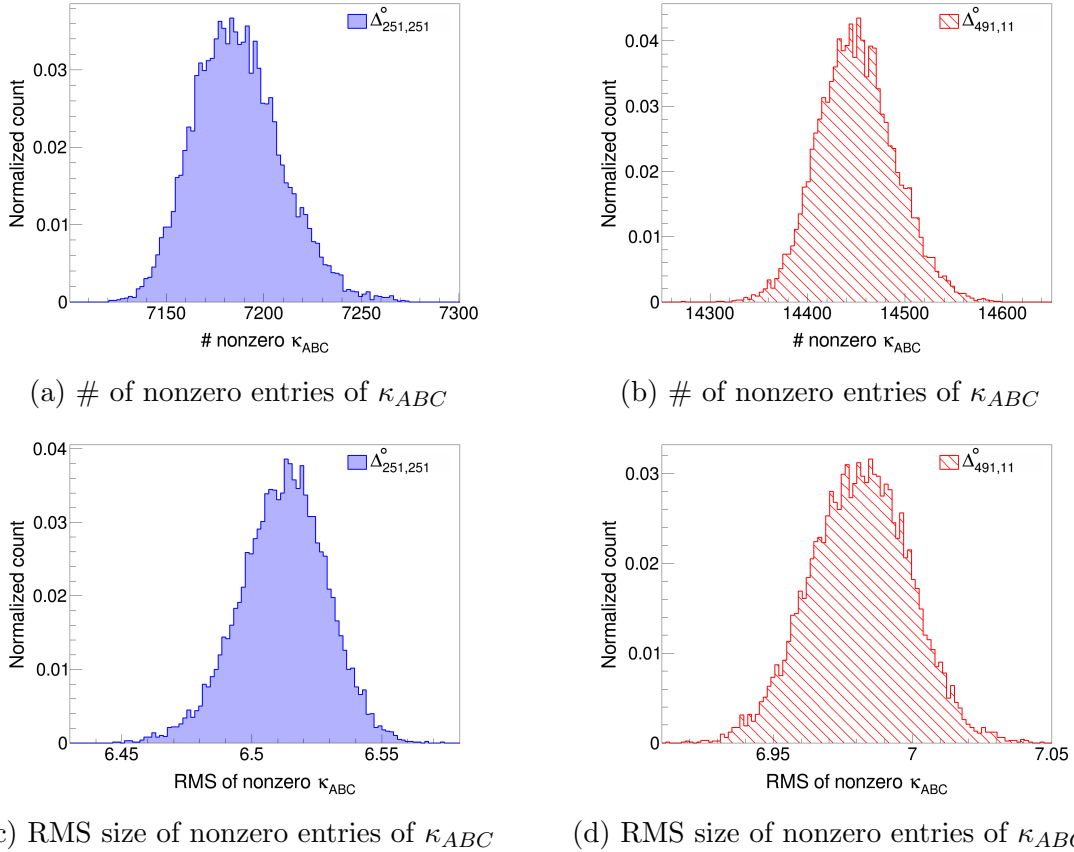 Δ°251,251
Normalized count
0.03
0.02
0.01
0
7150 7200 7250 7300
# nonzero κABC
(a) # of nonzero entries of κABC
Δ°491,11
Normalized count
0.04
0.03
0.02
0.01
0
14300 14400 14500 14600
# nonzero κABC
(b) # of nonzero entries of κABC
Δ°251,251
Normalized count
0.04
0.03
0.02
0.01
0
6.45 6.5 6.55
RMS of nonzero κABC
c) RMS size of nonzero entries of κABC
Δ°491,11
Normalized count
0.03
0.02
0.01
0
6.95 7 7.05
RMS of nonzero κABC
(d) RMS size of nonzero entries of κABC